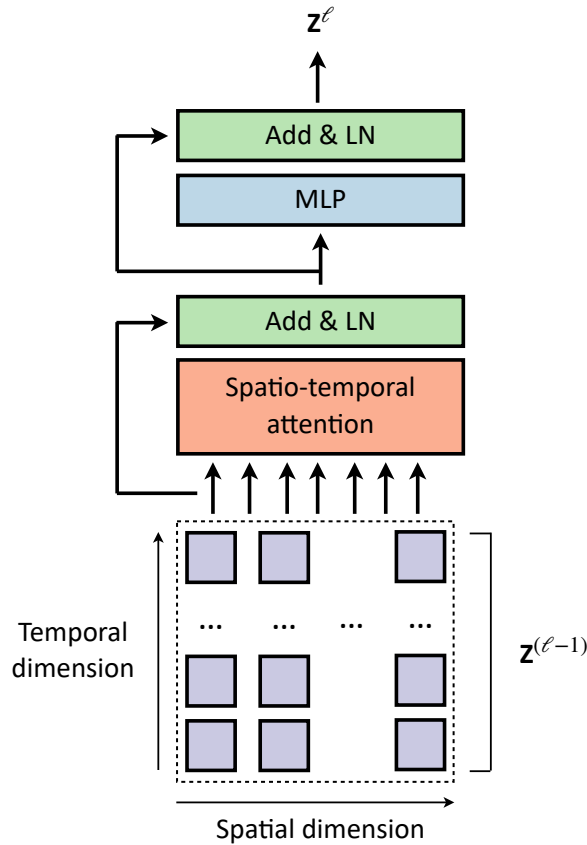 Z^ℓ
Add & LN
MLP
Add & LN
Spatio-temporal
attention
... ... ... ...
Temporal
dimension
Z^(ℓ−1)
Spatial dimension